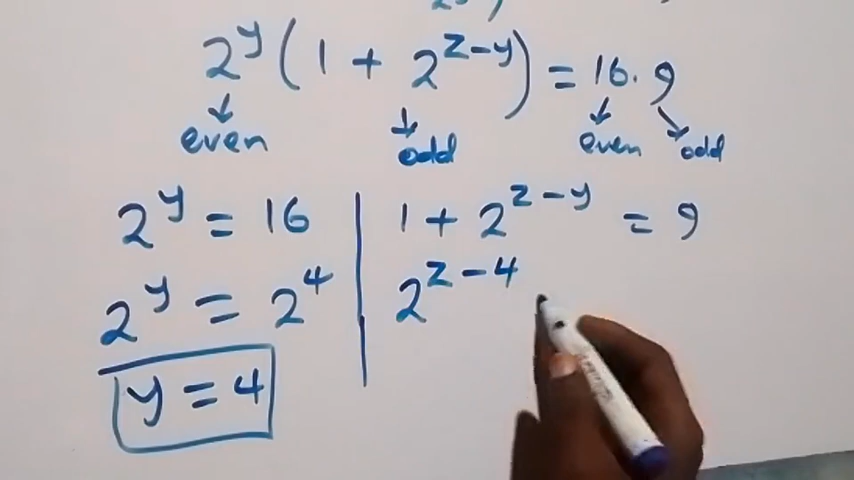 2^y (1 + 2^{z-y}) = 16 . 9
even odd even odd
2^y = 16 | 1 + 2^{z-y} = 9
2^y = 2^4 | 2^{z-4}
y = 4